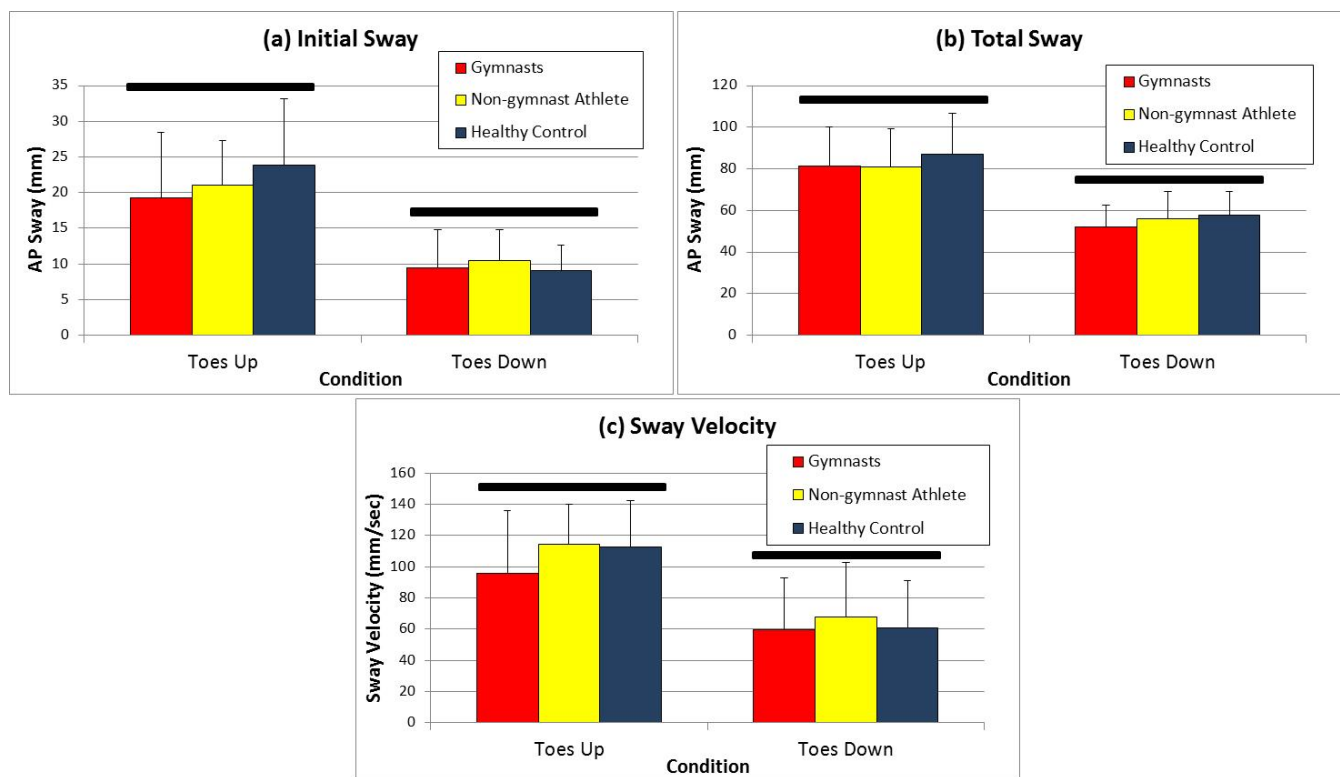 (a) Initial Sway
Gymnasts
Non-gymnast Athlete
Healthy Control
35
30
25
20
15
10
5
0
AP Sway (mm)
Toes Up
Toes Down
Condition
(b) Total Sway
Gymnasts
Non-gymnast Athlete
Healthy Control
120
100
80
60
40
20
0
AP Sway (mm)
Toes Up
Toes Down
Condition
(c) Sway Velocity
Gymnasts
Non-gymnast Athlete
Healthy Control
160
140
120
100
80
60
40
20
0
Sway Velocity (mm/sec)
Toes Up
Toes Down
Condition